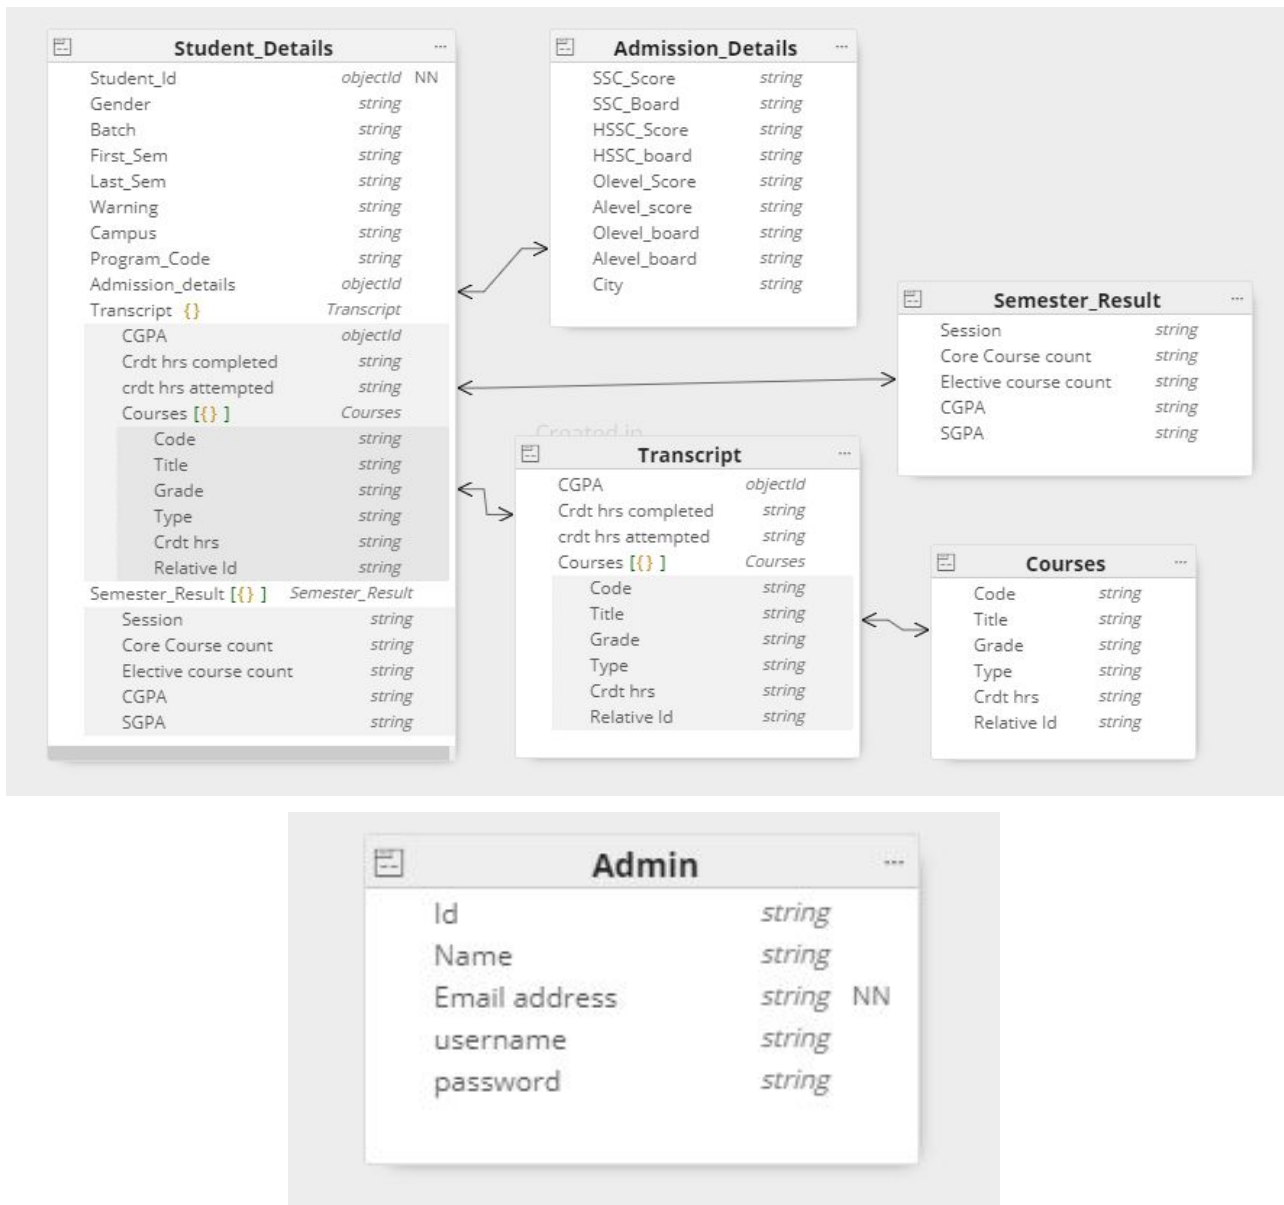 Student_Details ...
Student_Id objectId NN
Gender string
Batch string
First_Sem string
Last_Sem string
Warning string
Campus string
Program_Code string
Admission_details objectId
Transcript {} Transcript
CGPA objectId
Crdt hrs completed string
crdt hrs attempted string
Courses [{} ] Courses
Code string
Title string
Grade string
Type string
Crdt hrs string
Relative Id string
Semester_Result [{} ] Semester_Result
Session string
Core Course count string
Elective course count string
CGPA string
SGPA string
Admission_Details ...
SSC_Score string
SSC_Board string
HSSC_Score string
HSSC_board string
Olevel_Score string
Alevel_score string
Olevel_board string
Alevel_board string
City string
Semester_Result ...
Session string
Core Course count string
Elective course count string
CGPA string
SGPA string
Created in
Transcript ...
CGPA objectId
Crdt hrs completed string
crdt hrs attempted string
Courses [{} ] Courses
Code string
Title string
Grade string
Type string
Crdt hrs string
Relative Id string
Courses ...
Code string
Title string
Grade string
Type string
Crdt hrs string
Relative Id string
Admin ...
Id string
Name string
Email address string NN
username string
password string